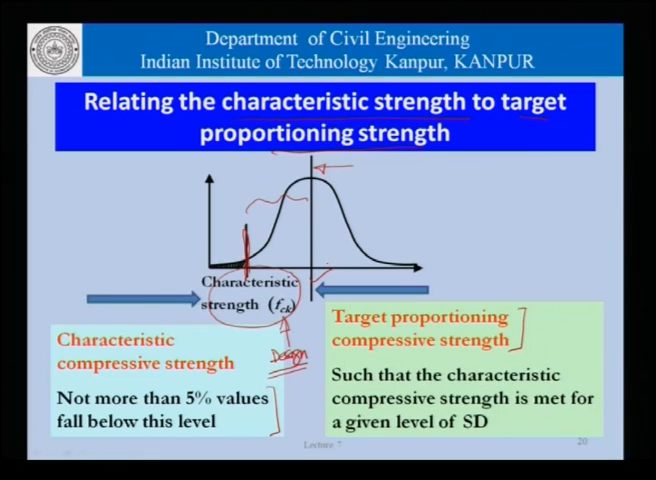 Department of Civil Engineering
Indian Institute of Technology Kanpur, KANPUR
Relating the characteristic strength to target
proportioning strength
Characteristic
strength (fck)
Design
Characteristic
compressive strength
Not more than 5% values
fall below this level
Target proportioning
compressive strength
Such that the characteristic
compressive strength is met for
a given level of SD
Lecture 7
20